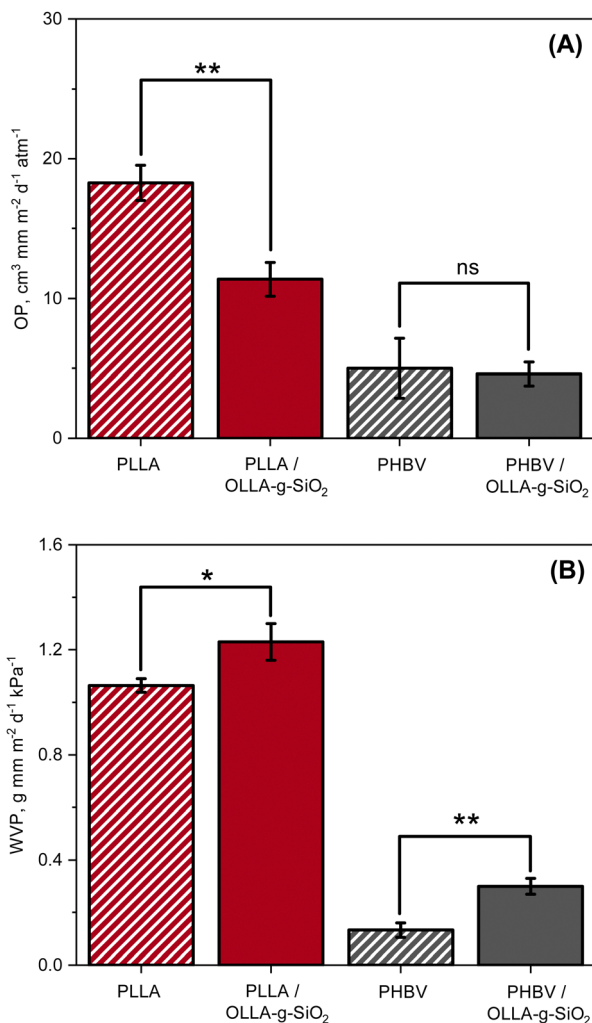 (A)
30
20
10
0
OP, cm³ mm m⁻² d⁻¹ atm⁻¹
**
ns
PLLA
PLLA /
OLLA-g-SiO₂
PHBV
PHBV /
OLLA-g-SiO₂
(B)
1.6
1.2
0.8
0.4
0.0
WVP, g mm m⁻² d⁻¹ kPa⁻¹
*
**
PLLA
PLLA /
OLLA-g-SiO₂
PHBV
PHBV /
OLLA-g-SiO₂